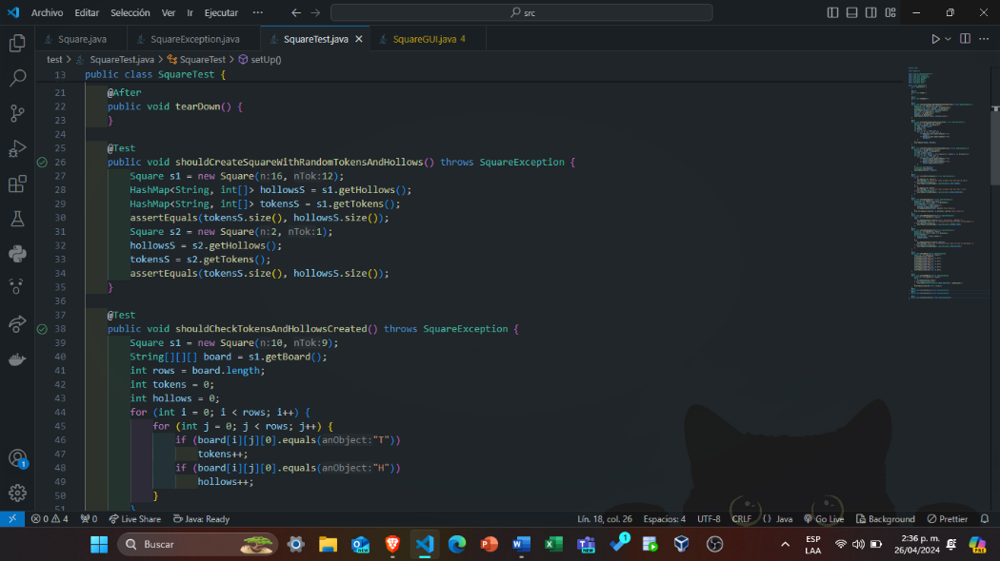 Archivo Editar Selección Ver Ir Ejecutar ··· src
Square.java SquareException.java SquareTest.java SquareGUI.java 4
test > SquareTest.java > SquareTest > setUp()
13 public class SquareTest {
21 @After
22 public void tearDown() {
23 }
24
25 @Test
26 public void shouldCreateSquareWithRandomTokensAndHollows() throws SquareException {
27 Square s1 = new Square(n:16, nTok:12);
28 HashMap<String, int[]> hollowsS = s1.getHollows();
29 HashMap<String, int[]> tokensS = s1.getTokens();
30 assertEquals(tokensS.size(), hollowsS.size());
31 Square s2 = new Square(n:2, nTok:1);
32 hollowsS = s2.getHollows();
33 tokensS = s2.getTokens();
34 assertEquals(tokensS.size(), hollowsS.size());
35 }
36
37 @Test
38 public void shouldCheckTokensAndHollowsCreated() throws SquareException {
39 Square s1 = new Square(n:10, nTok:9);
40 String[][][] board = s1.getBoard();
41 int rows = board.length;
42 int tokens = 0;
43 int hollows = 0;
44 for (int i = 0; i < rows; i++) {
45 for (int j = 0; j < rows; j++) {
46 if (board[i][j][0].equals(anObject:"T"))
47 tokens++;
48 if (board[i][j][0].equals(anObject:"H"))
49 hollows++;
50 }
51 }
1
0 4 0 Live Share Java: Ready Lín. 18, col. 26 Espacios: 4 UTF-8 CRLF {} Java Go Live Background Prettier
Buscar 1 ESP LAA 2:36 p. m. 26/04/2024